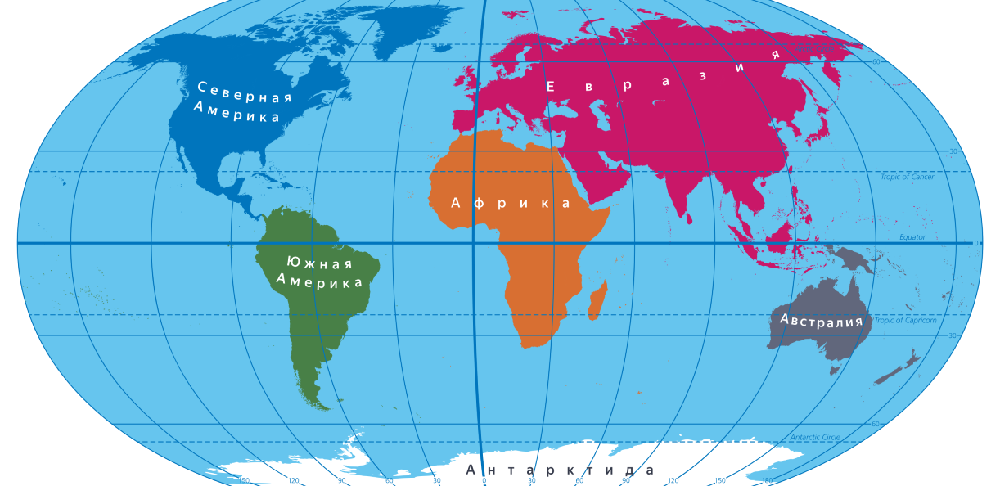 60
Северная
Америка
Евразия
30
Tropic of Cancer
Африка
Equator
0
Южная
Америка
Австралия
Tropic of Capricorn
30
60
Antarctic Circle
Антарктида
150
120
90
60
30
0
30
60
90
120
150
180